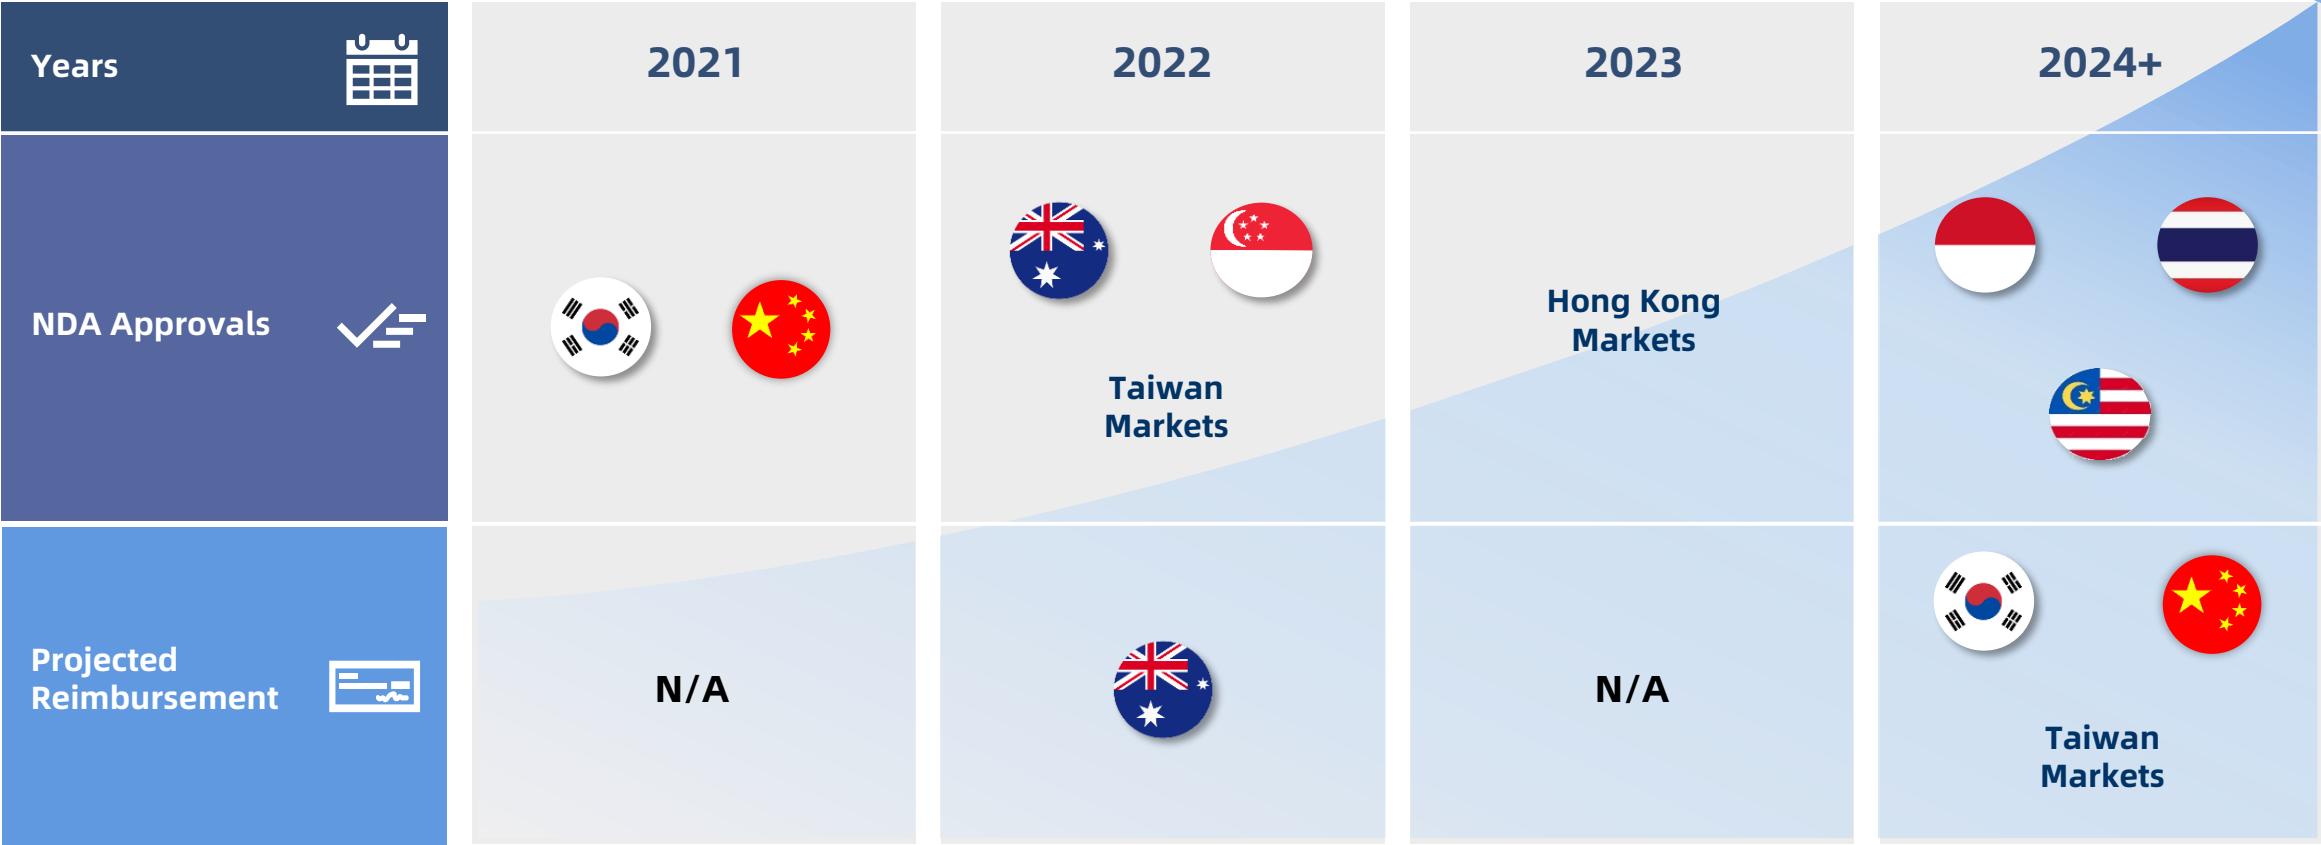 Years
2021
2022
2023
2024+
NDA Approvals
Taiwan
Markets
Hong Kong
Markets
Projected
Reimbursement
N/A
N/A
Taiwan
Markets